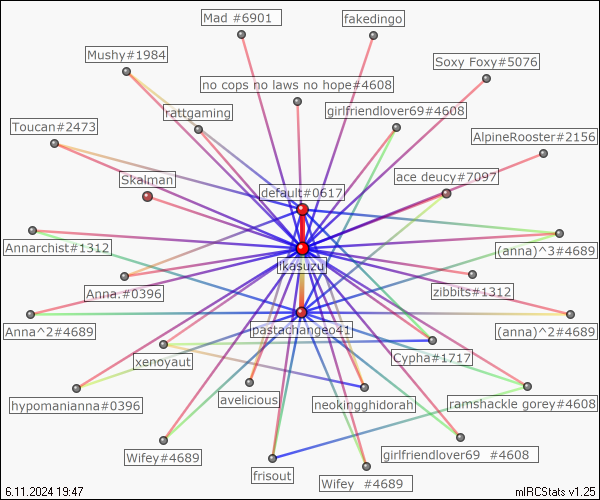 Mad #6901
fakedingo
Mushy#1984
Soxy Foxy#5076
no cops no laws no hope#4608
rattgaming
girlfriendlover69#4608
Toucan#2473
AlpineRooster#2156
Skalman
ace deucy#7097
default#0617
Annarchist#1312
(anna)^3#4689
ikasuzu
Anna.#0396
zibbits#1312
Anna^2#4689
pastachangeo41
(anna)^2#4689
xenoyaut
Cypha#1717
hypomanianna#0396
avelicious
neokingghidorah
ramshackle gorey#4608
Wifey#4689
girlfriendlover69 #4608
frisout
Wifey #4689
6.11.2024 19:47
mIRCStats v1.25